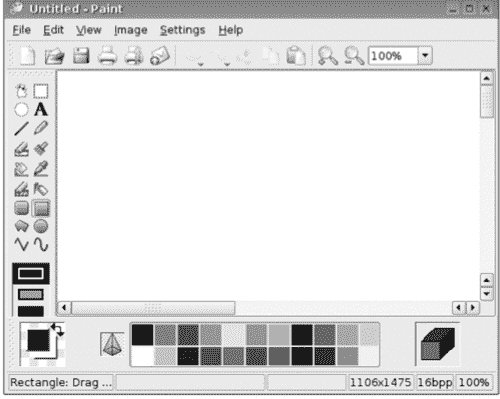 Untitled - Paint
File Edit View Image Settings Help
100%
A
Rectangle: Drag ... 1106x1475 16bpp 100%